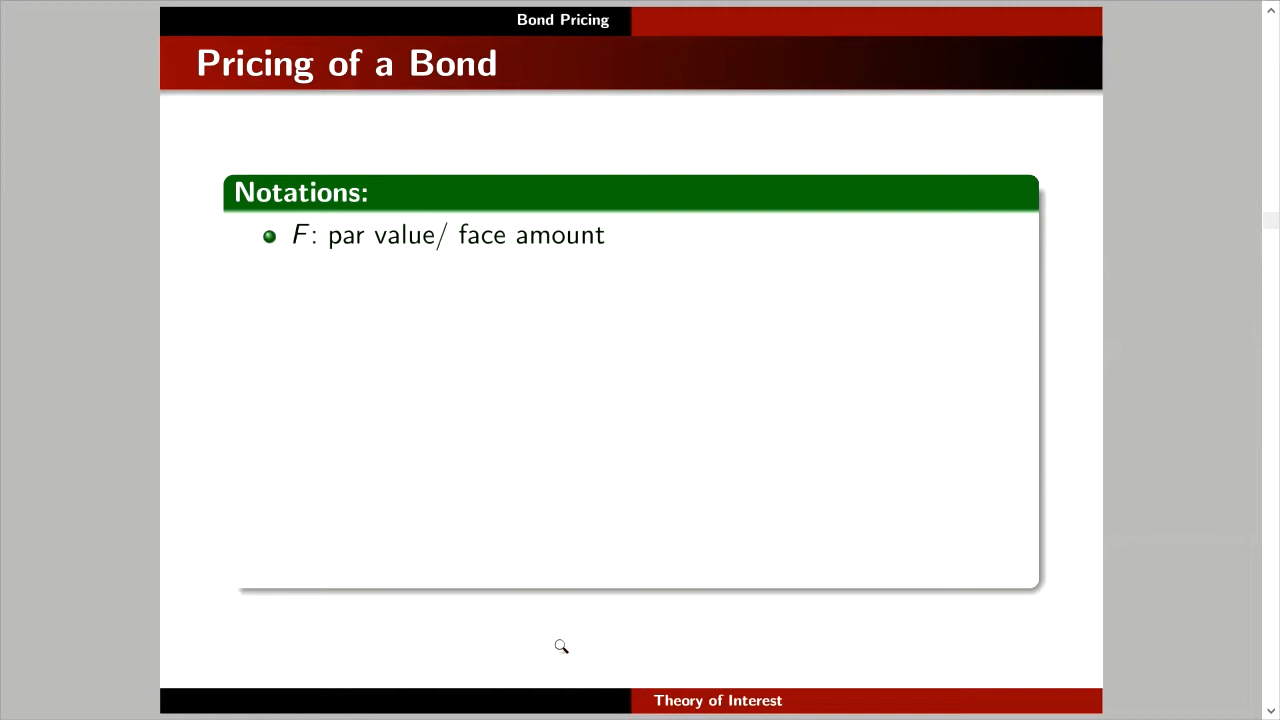 Bond Pricing
Pricing of a Bond
Notations:
F: par value/ face amount
Theory of Interest